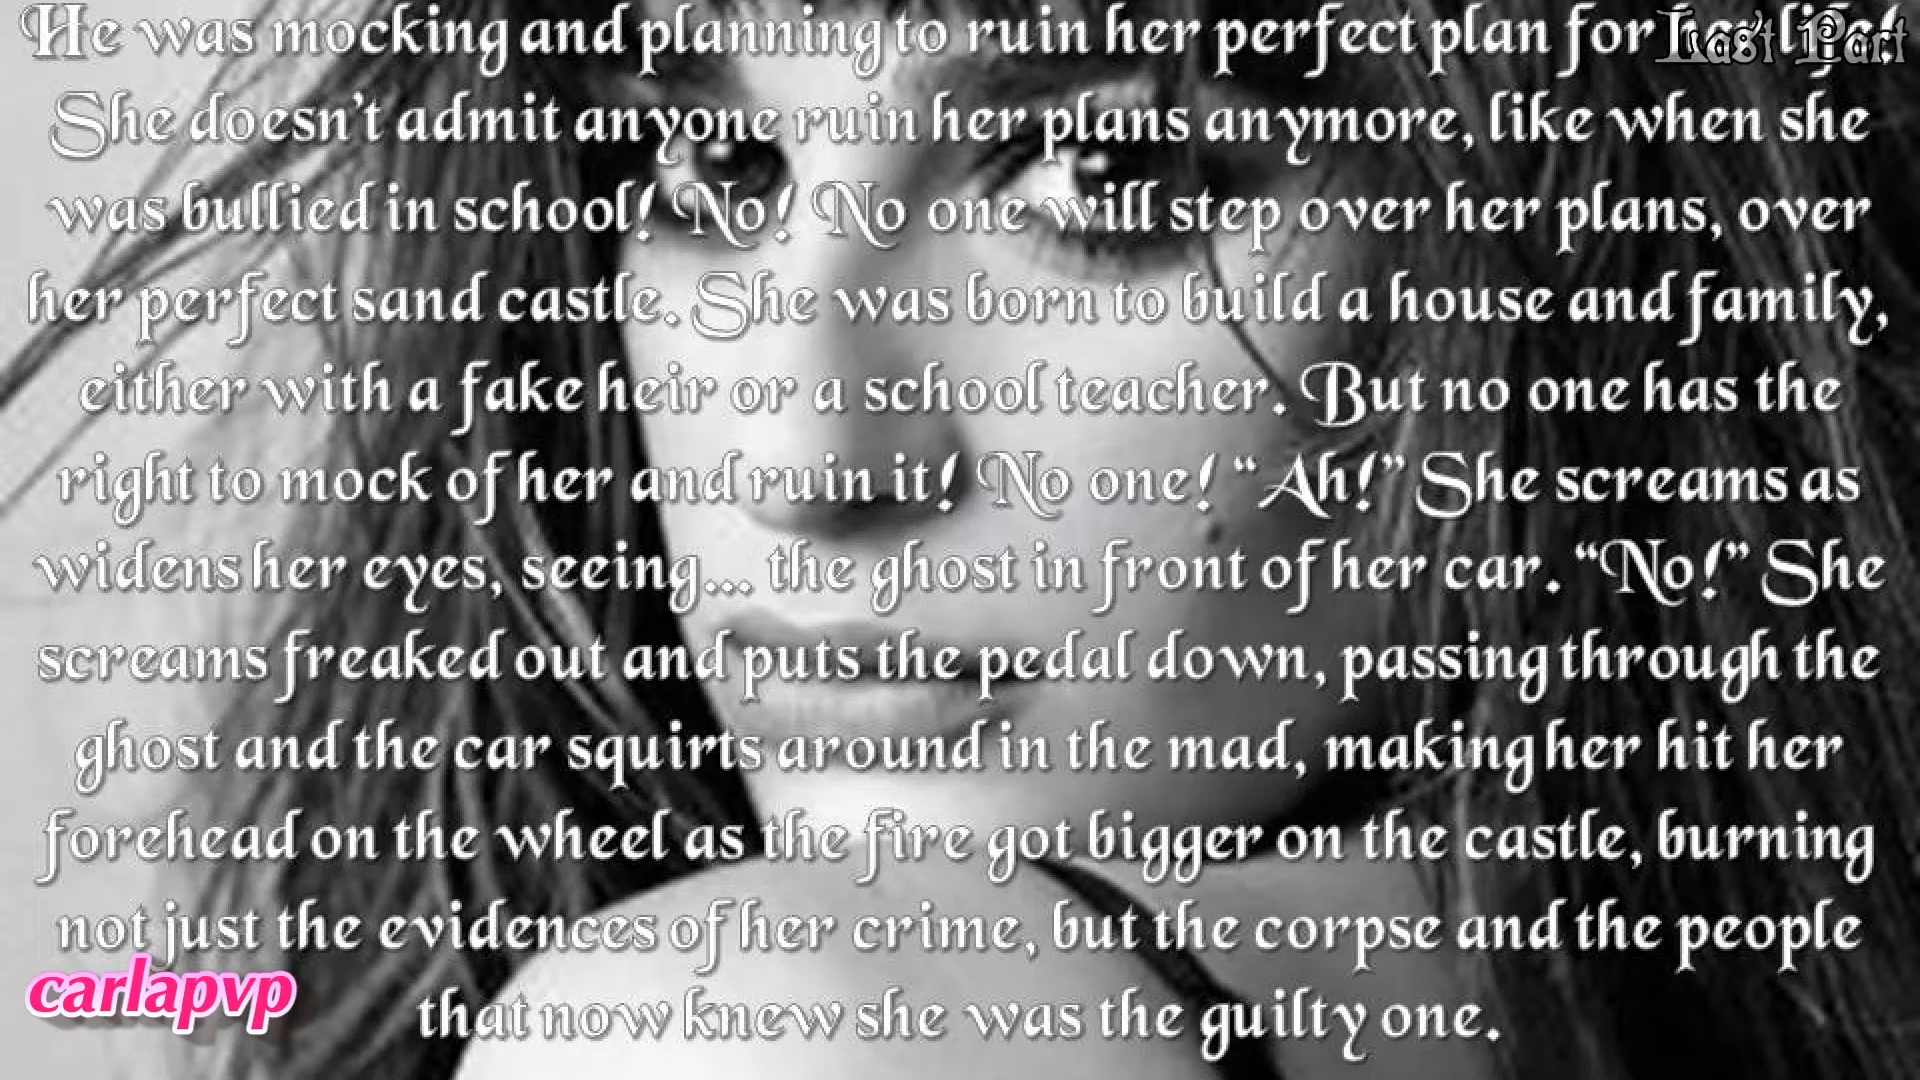 He was mocking and planning to ruin her perfect plan for her life!
Last Part
She doesn't admit anyone ruin her plans anymore, like when she
was bullied in school! No! No one will step over her plans, over
her perfect sand castle. She was born to build a house and family,
either with a fake heir or a school teacher. But no one has the
right to mock of her and ruin it! No one! “Ah!” She screams as
widens her eyes, seeing... the ghost in front of her car. “No!” She
screams freaked out and puts the pedal down, passing through the
ghost and the car squirts around in the mad, making her hit her
forehead on the wheel as the fire got bigger on the castle, burning
not just the evidences of her crime, but the corpse and the people
that now knew she was the guilty one.
carlapvp